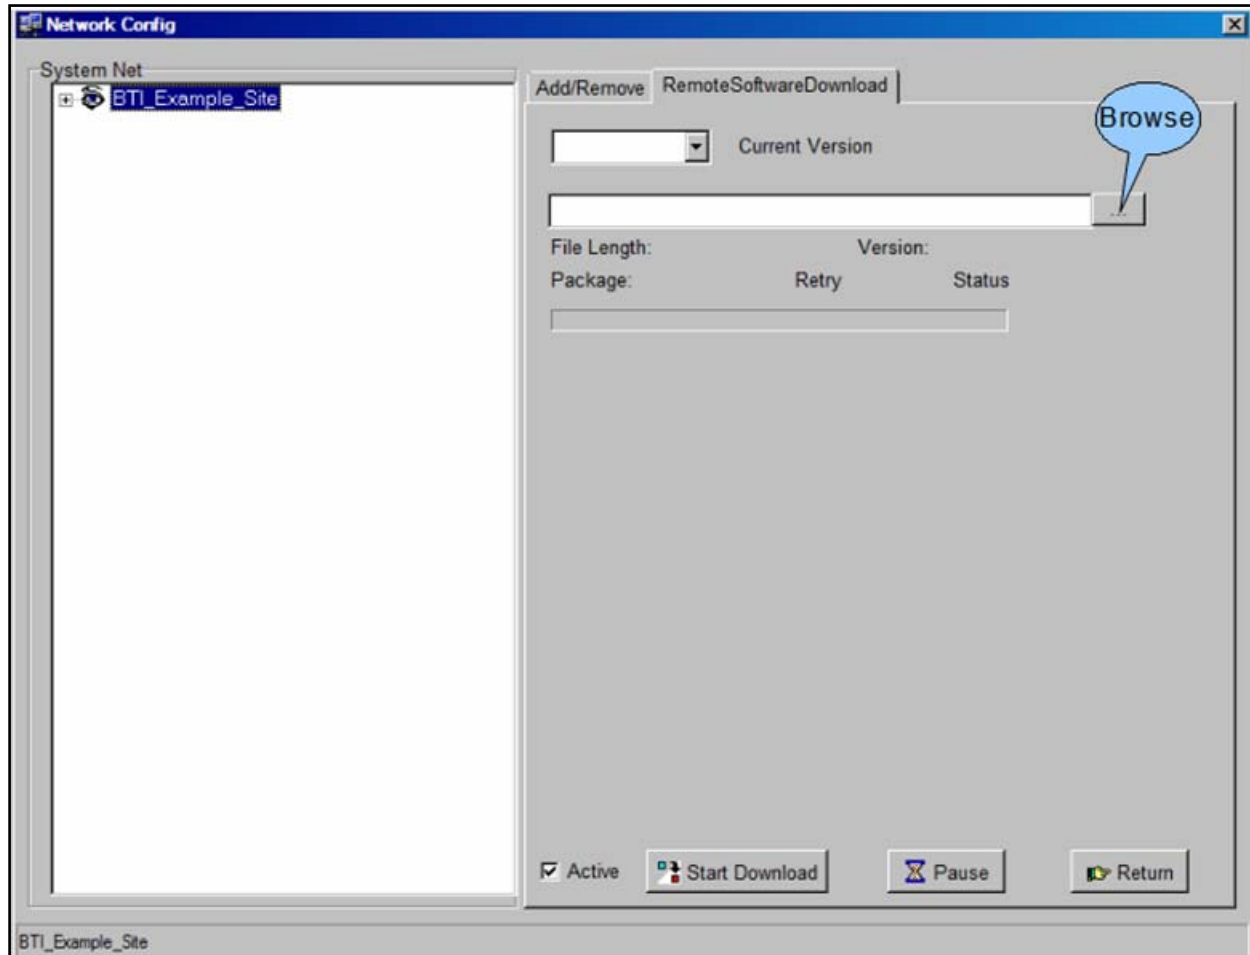 Network Config
System Net
BTI_Example_Site
Add/Remove
RemoteSoftwareDownload
Browse
Current Version
...
File Length:
Version:
Package:
Retry
Status
Active
Start Download
Pause
Return
BTI_Example_Site